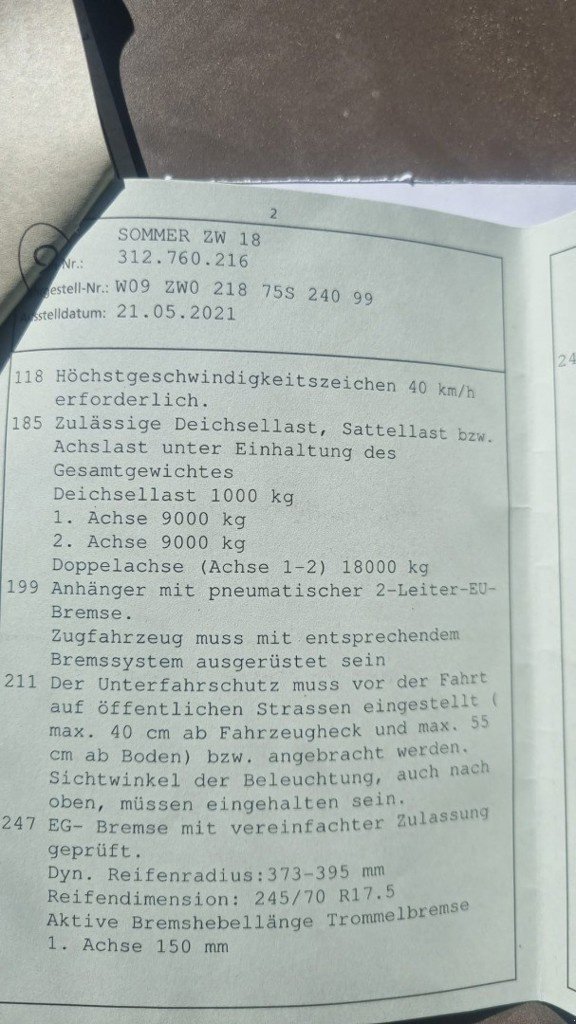 2
SOMMER ZW 18
Nr.: 312.760.216
gestell-Nr.: W09 ZW0 218 75S 240 99
sstelldatum: 21.05.2021
118 Höchstgeschwindigkeitszeichen 40 km/h
erforderlich.
185 Zulässige Deichsellast, Sattellast bzw.
Achslast unter Einhaltung des
Gesamtgewichtes
Deichsellast 1000 kg
1. Achse 9000 kg
2. Achse 9000 kg
Doppelachse (Achse 1-2) 18000 kg
199 Anhänger mit pneumatischer 2-Leiter-EU-
Bremse.
Zugfahrzeug muss mit entsprechendem
Bremssystem ausgerüstet sein
211 Der Unterfahrschutz muss vor der Fahrt
auf öffentlichen Strassen eingestellt (
max. 40 cm ab Fahrzeugheck und max. 55
cm ab Boden) bzw. angebracht werden.
Sichtwinkel der Beleuchtung, auch nach
oben, müssen eingehalten sein.
247 EG- Bremse mit vereinfachter Zulassung
geprüft.
Dyn. Reifenradius:373-395 mm
Reifendimension: 245/70 R17.5
Aktive Bremshebellänge Trommelbremse
1. Achse 150 mm